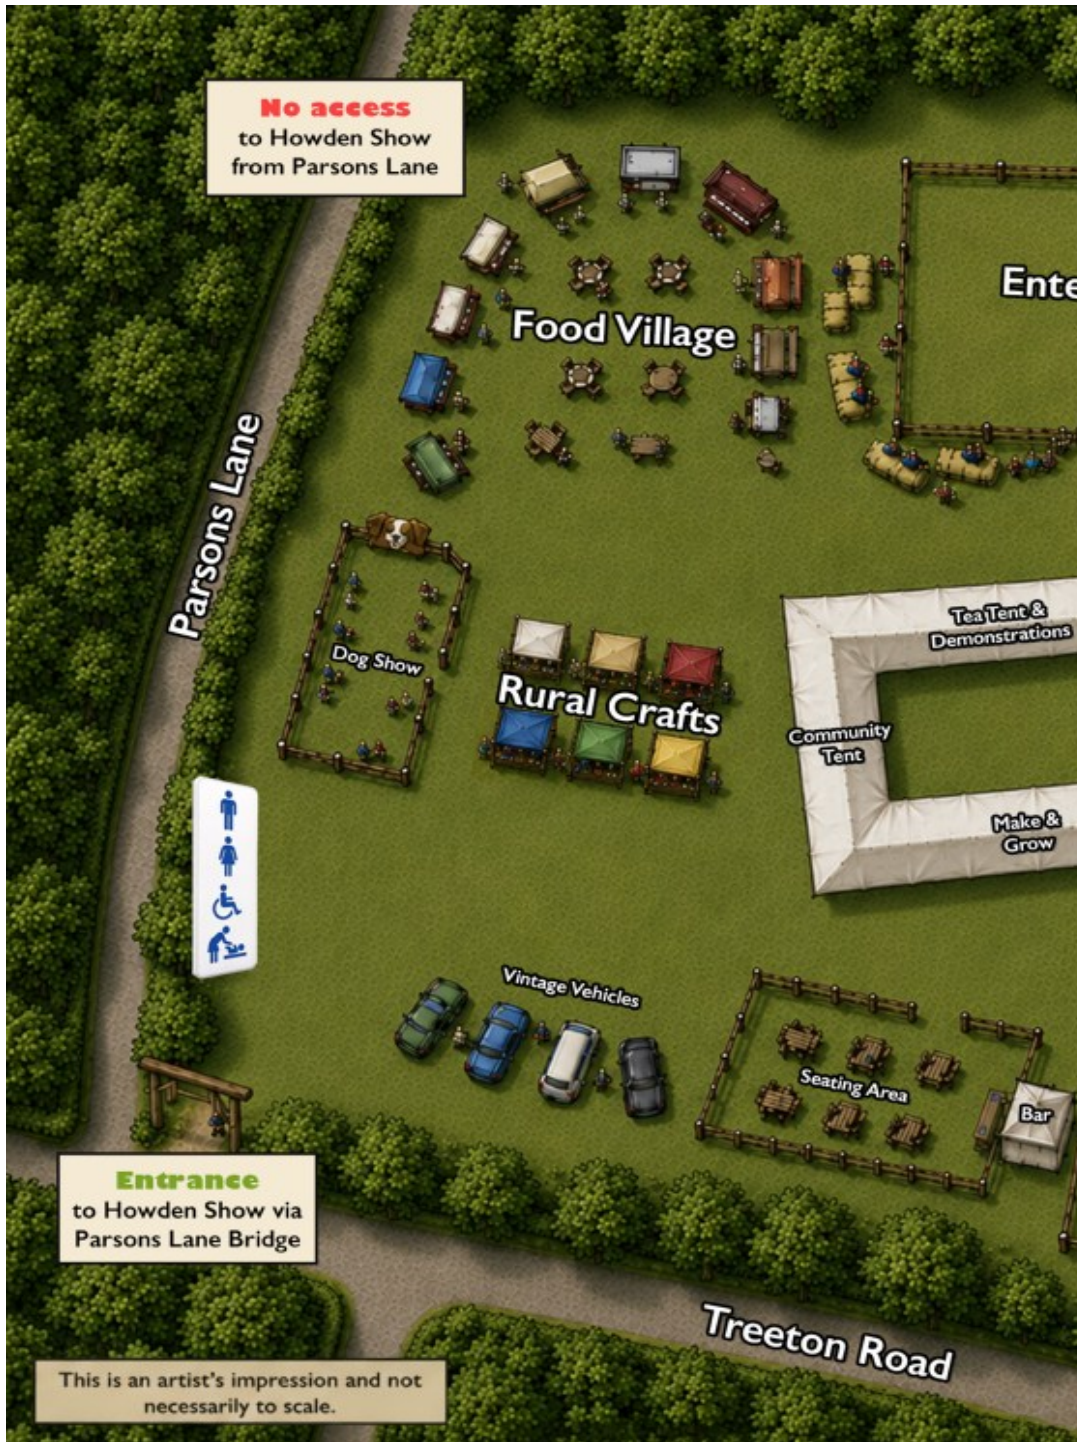 No access
to Howden Show
from Parsons Lane
Ente
Food Village
Parsons Lane
Tea Tent &
Demonstrations
Dog Show
Rural Crafts
Community
Tent
Make &
Grow
Vintage Vehicles
Seating Area
Bar
Entrance
to Howden Show via
Parsons Lane Bridge
Treeton Road
This is an artist's impression and not
necessarily to scale.